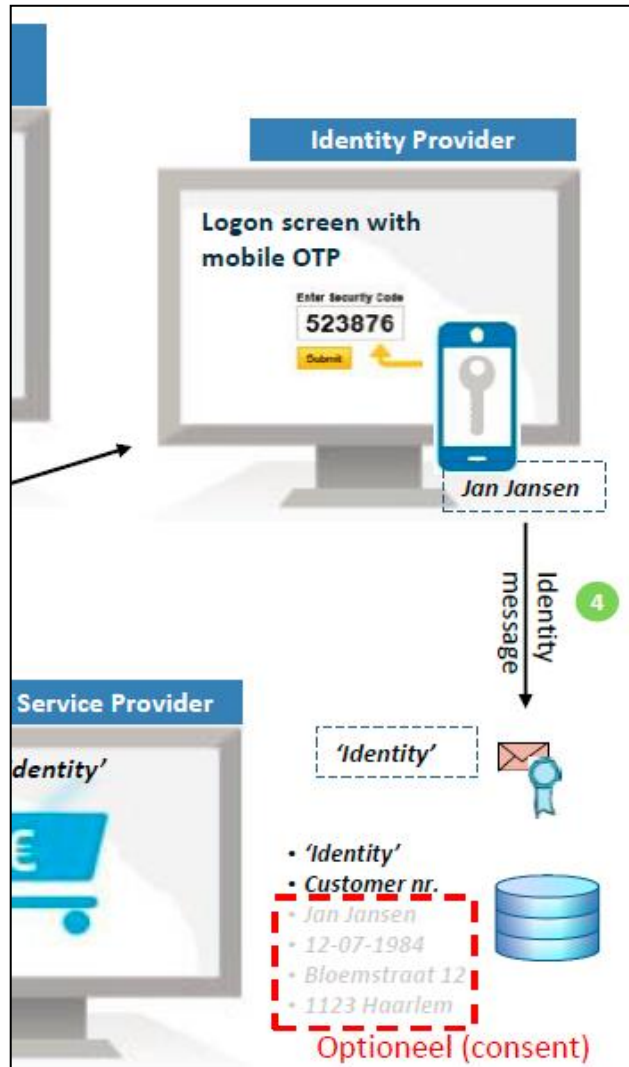 Identity Provider
Logon screen with
mobile OTP
Enter Security Code
523876
Submit
Jan Jansen
Identity
message
4
Service Provider
dentity’
€
‘Identity’
• ‘Identity’
• Customer nr.
• Jan Jansen
• 12-07-1984
• Bloemstraat 12
• 1123 Haarlem
Optioneel (consent)